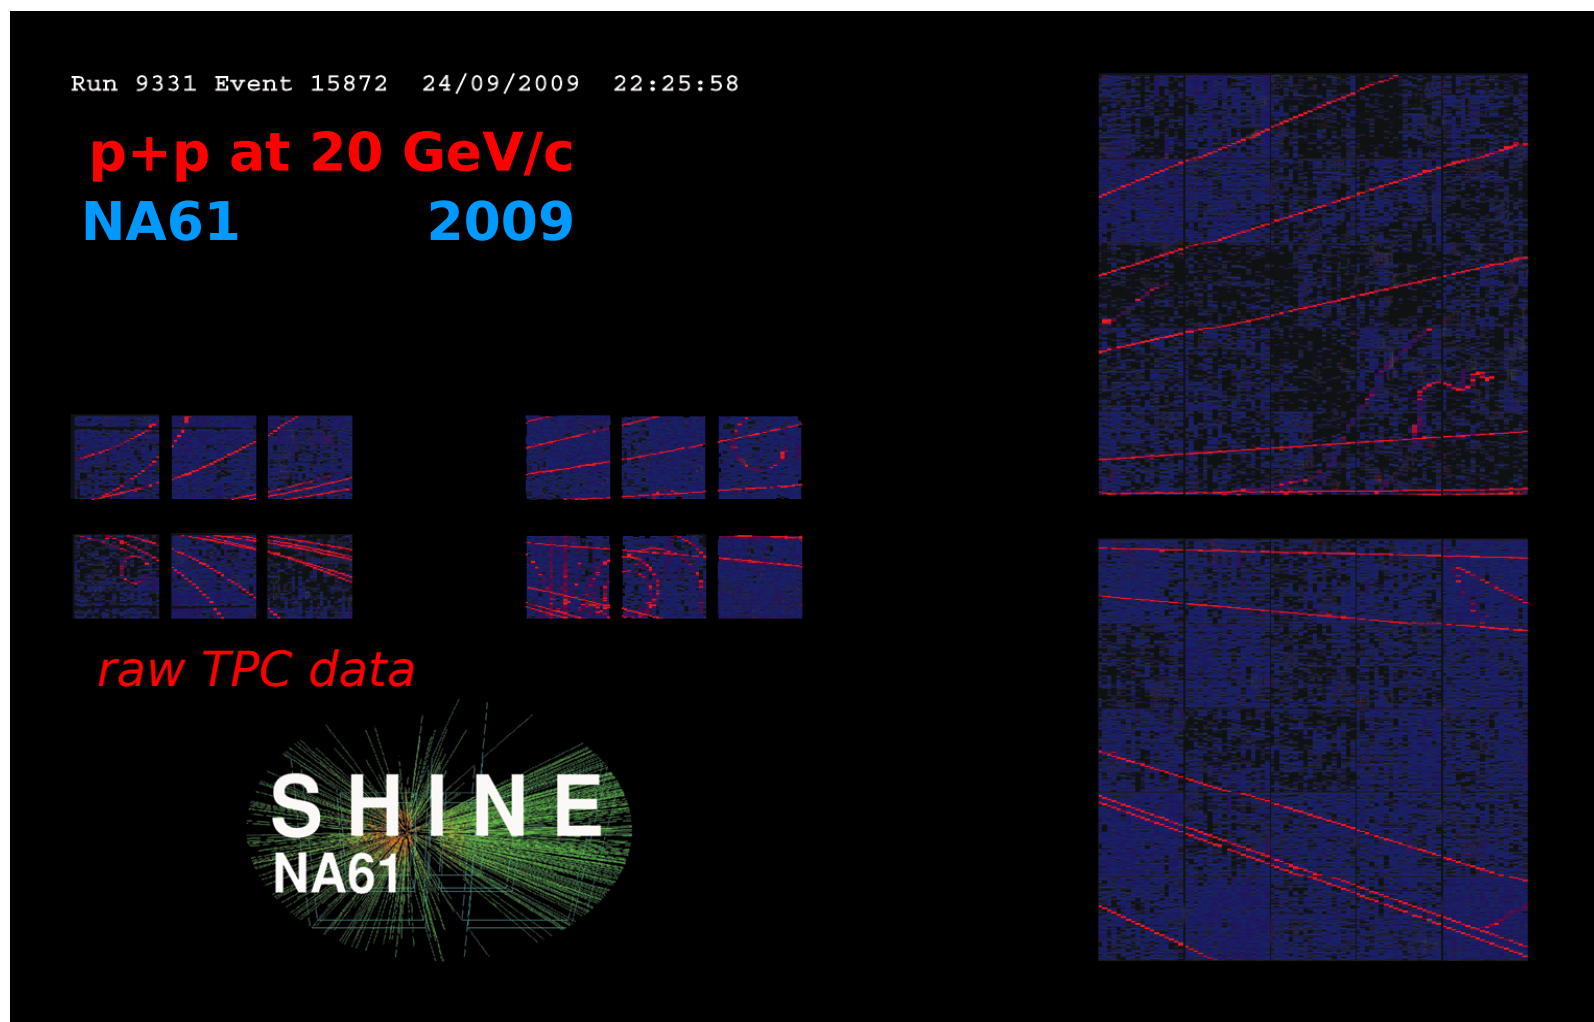 Run 9331 Event 15872 24/09/2009 22:25:58
p+p at 20 GeV/c
NA61 2009
raw TPC data
SHINE
NA61